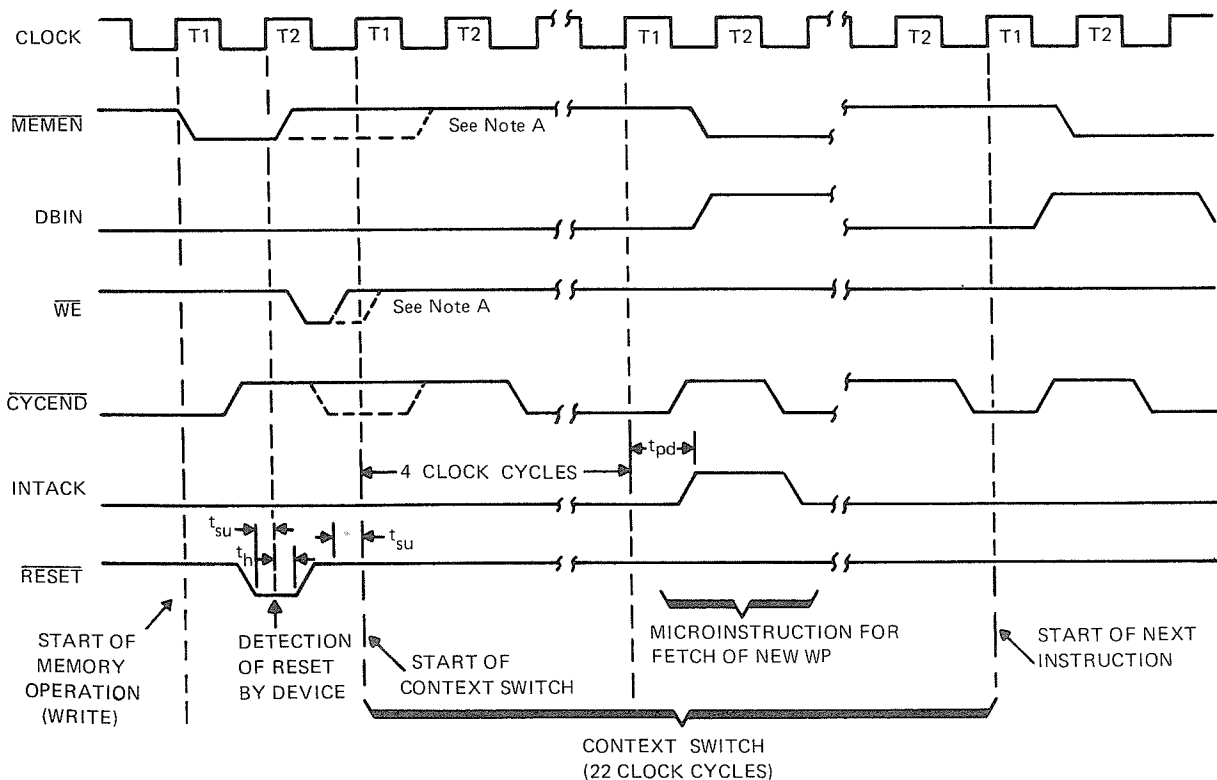 CLOCK
T1 T2 T1 T2 T1 T2 T2 T1 T2
MEMEN
See Note A
DBIN
WE
See Note A
CYCEND
tpd
4 CLOCK CYCLES
INTACK
tsu
tsu
th
RESET
START OF
MEMORY
OPERATION
(WRITE)
DETECTION
OF RESET
BY DEVICE
START OF
CONTEXT SWITCH
MICROINSTRUCTION FOR
FETCH OF NEW WP
START OF NEXT
INSTRUCTION
CONTEXT SWITCH
(22 CLOCK CYCLES)